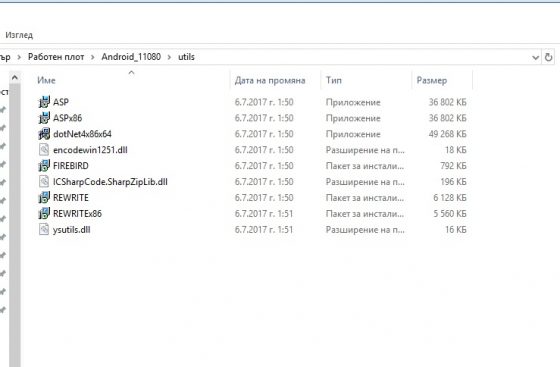 Изглед
ър > Работен плот > Android_11080 > utils
Име Дата на промяна Тип Размер
ASP 6.7.2017 г. 1:50 Приложение 36 802 КБ
ASPx86 6.7.2017 г. 1:50 Приложение 36 802 КБ
dotNet4x86x64 6.7.2017 г. 1:50 Приложение 49 268 КБ
encodewin1251.dll 6.7.2017 г. 1:50 Разширение на п... 18 КБ
FIREBIRD 6.7.2017 г. 1:50 Пакет за инстали... 792 КБ
ICSharpCode.SharpZipLib.dll 6.7.2017 г. 1:50 Разширение на п... 196 КБ
REWRITE 6.7.2017 г. 1:50 Пакет за инстали... 6 128 КБ
REWRITEx86 6.7.2017 г. 1:51 Пакет за инстали... 5 560 КБ
ysutils.dll 6.7.2017 г. 1:51 Разширение на п... 16 КБ